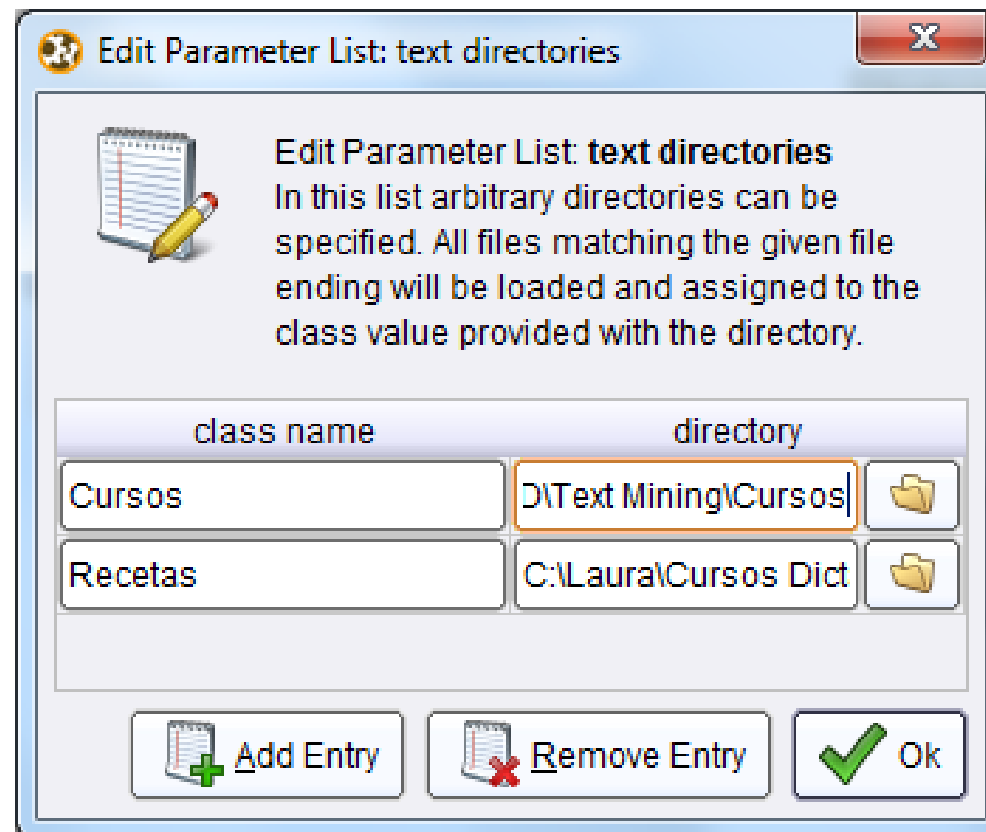 Edit Parameter List: text directories
Edit Parameter List: text directories
In this list arbitrary directories can be
specified. All files matching the given file
ending will be loaded and assigned to the
class value provided with the directory.
class name directory
Cursos D\Text Mining\Cursos
Recetas C:\Laura\Cursos Dict
Add Entry Remove Entry Ok